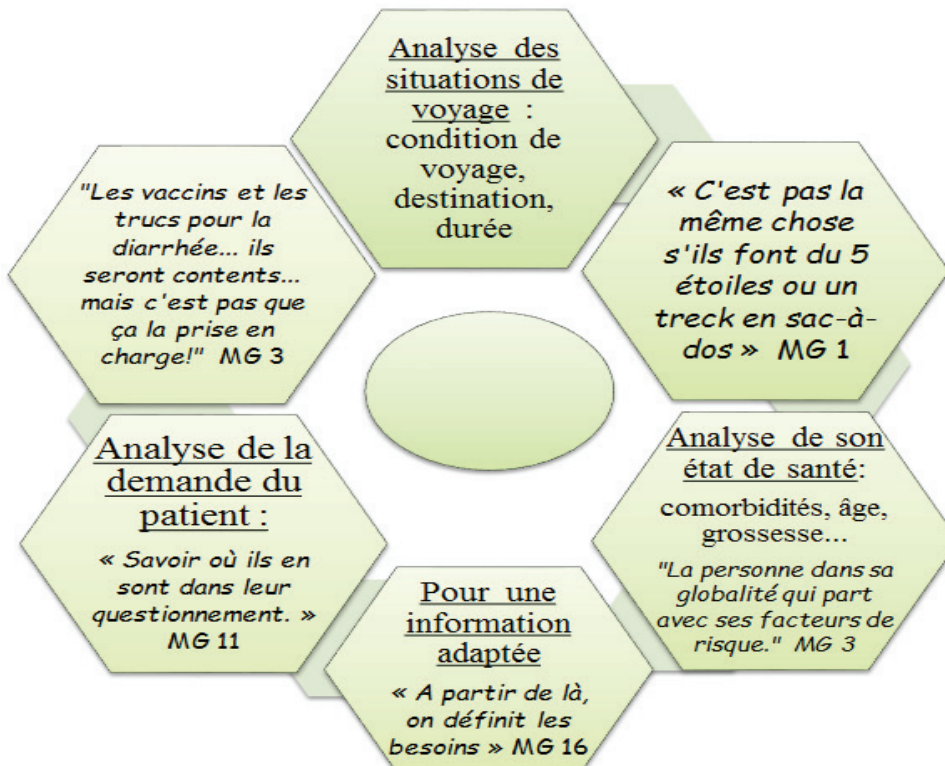 Analyse des
situations de
voyage :
condition de
voyage,
destination,
durée
« C'est pas la
même chose
s'ils font du 5
étoiles ou un
treck en sac-à-
dos » MG 1
Analyse de son
état de santé:
comorbidités, âge,
grossesse...
"La personne dans sa
globalité qui part
avec ses facteurs de
risque." MG 3
Pour une
information
adaptée
« A partir de là,
on définit les
besoins » MG 16
Analyse de la
demande du
patient :
« Savoir où ils en
sont dans leur
questionnement. »
MG 11
"Les vaccins et les
trucs pour la
diarrhée... ils
seront contents...
mais c'est pas que
ça la prise en
charge!" MG 3